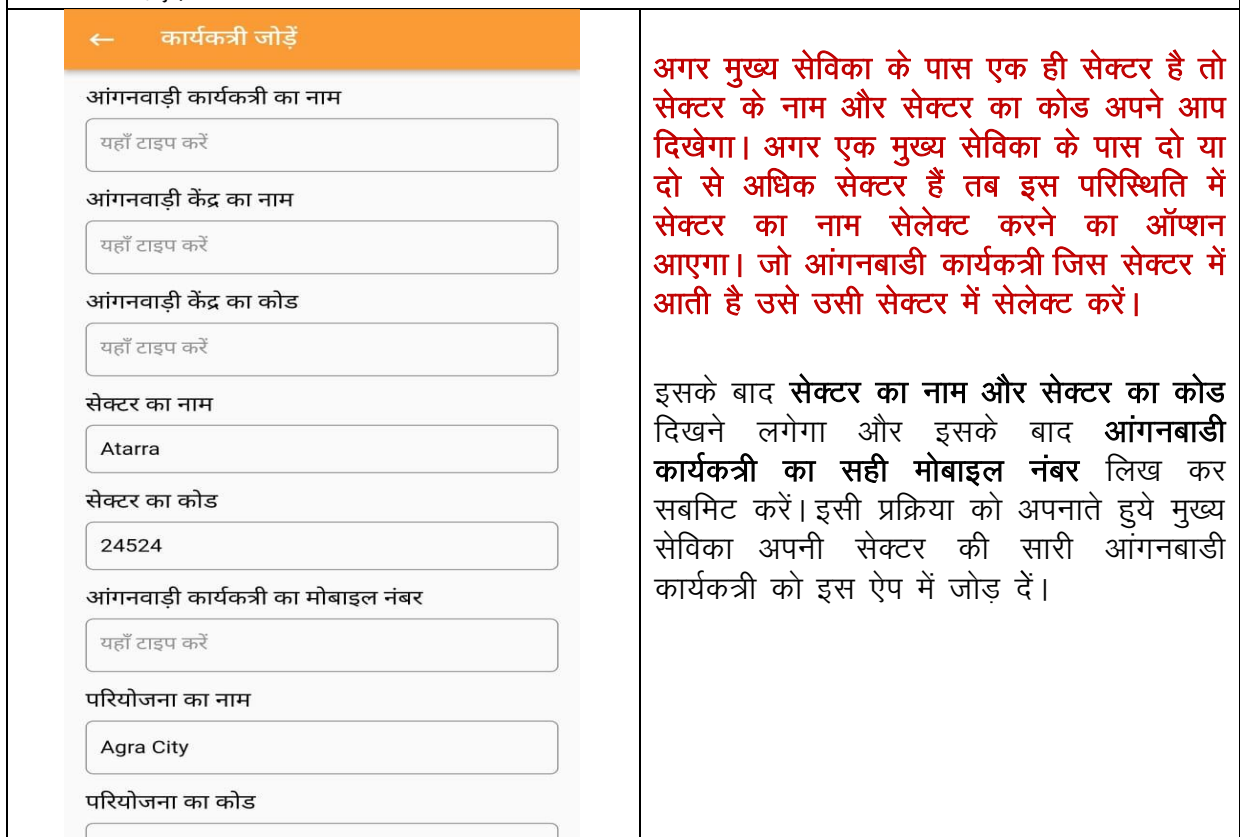 ← कार्यकत्री जोड़ें
आंगनवाड़ी कार्यकत्री का नाम
यहाँ टाइप करें
आंगनवाड़ी केंद्र का नाम
यहाँ टाइप करें
आंगनवाड़ी केंद्र का कोड
यहाँ टाइप करें
सेक्टर का नाम
Atarra
सेक्टर का कोड
24524
आंगनवाड़ी कार्यकत्री का मोबाइल नंबर
यहाँ टाइप करें
परियोजना का नाम
Agra City
परियोजना का कोड
अगर मुख्य सेविका के पास एक ही सेक्टर है तो
सेक्टर के नाम और सेक्टर का कोड अपने आप
दिखेगा। अगर एक मुख्य सेविका के पास दो या
दो से अधिक सेक्टर हैं तब इस परिस्थिति में
सेक्टर का नाम सेलेक्ट करने का ऑप्शन
आएगा। जो आंगनबाडी कार्यकत्री जिस सेक्टर में
आती है उसे उसी सेक्टर में सेलेक्ट करें।
इसके बाद सेक्टर का नाम और सेक्टर का कोड
दिखने लगेगा और इसके बाद आंगनबाडी
कार्यकत्री का सही मोबाइल नंबर लिख कर
सबमिट करें। इसी प्रक्रिया को अपनाते हुये मुख्य
सेविका अपनी सेक्टर की सारी आंगनबाडी
कार्यकत्री को इस ऐप में जोड़ दें।